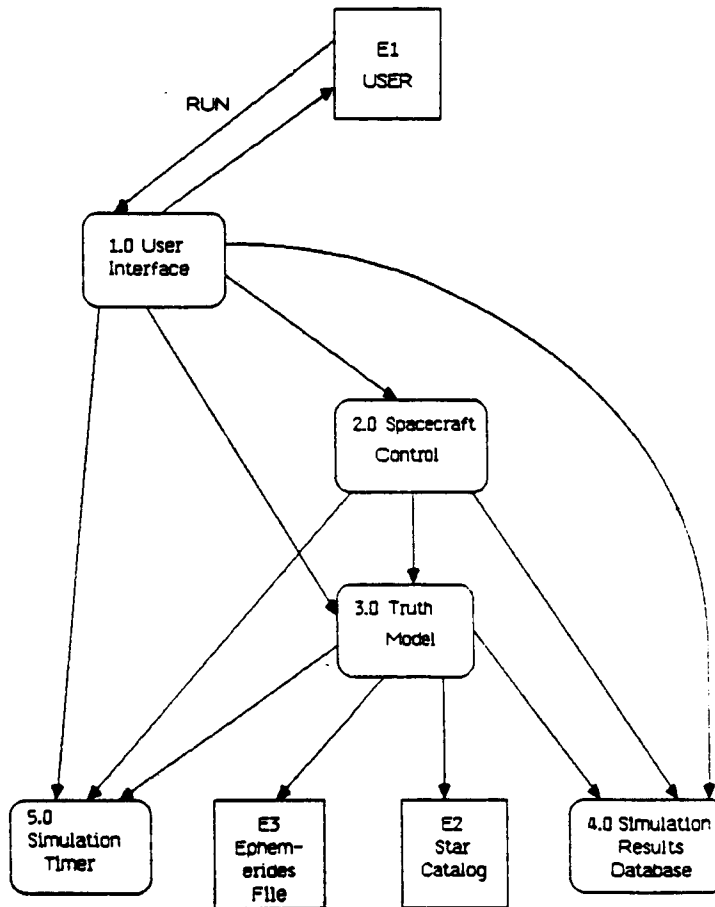 E1
USER
RUN
1.0 User
Interface
2.0 Spacecraft
Control
3.0 Truth
Model
5.0
Simulation
Timer
E3
Ephem-
erides
File
E2
Star
Catalog
4.0 Simulation
Results
Database